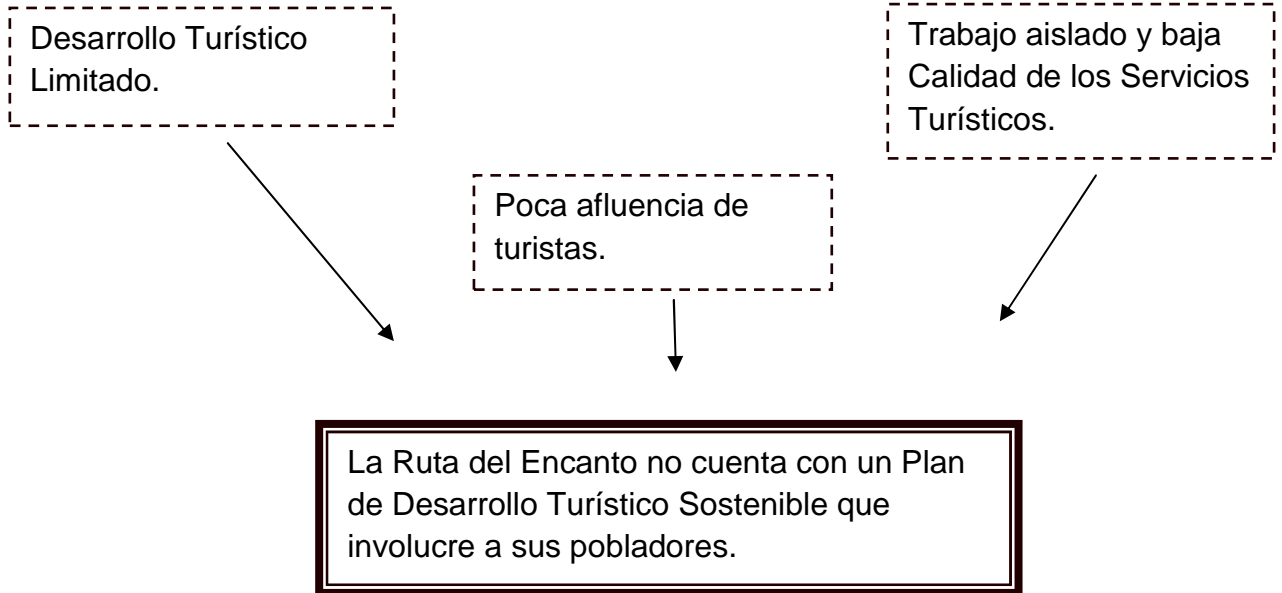 Desarrollo Turístico
Limitado.
Trabajo aislado y baja
Calidad de los Servicios
Turísticos.
Poca afluencia de
turistas.
La Ruta del Encanto no cuenta con un Plan
de Desarrollo Turístico Sostenible que
involucre a sus pobladores.